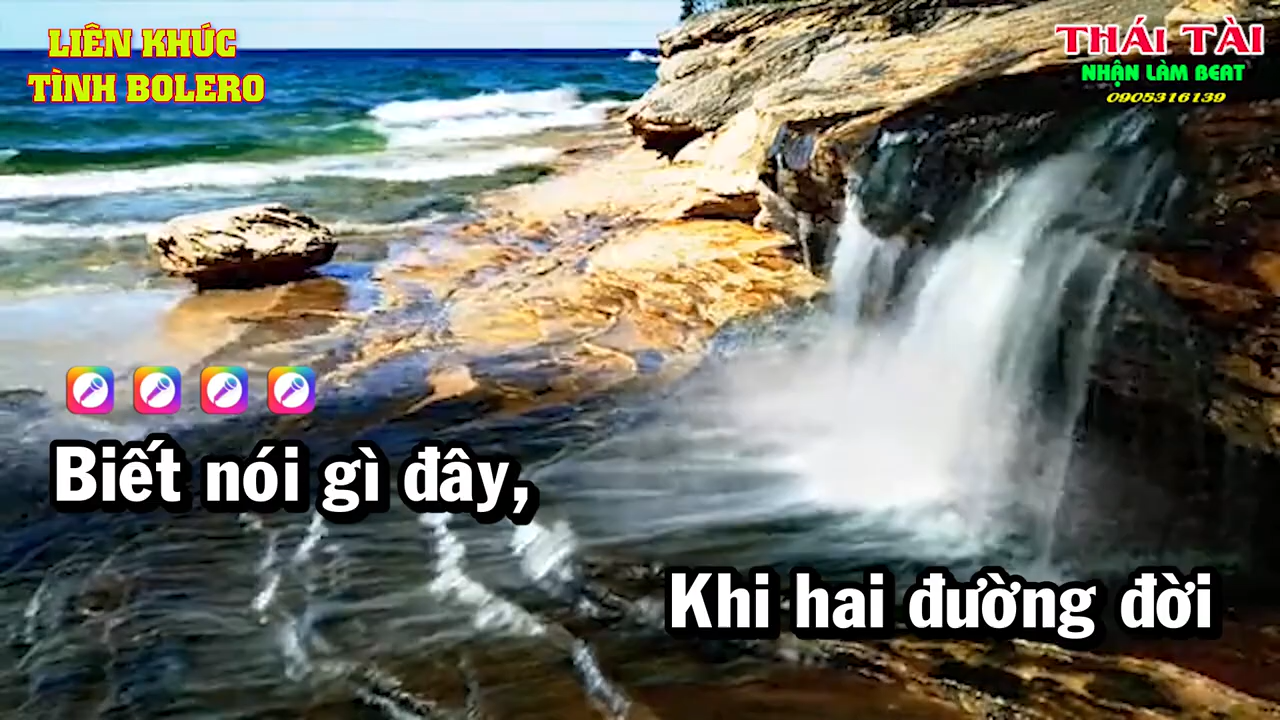 LIÊN KHÚC
TÌNH BOLERO
THÁI TÀI
NHẬN LÀM BEAT
0905316139
Biết nói gì đây,
Khi hai đường đời